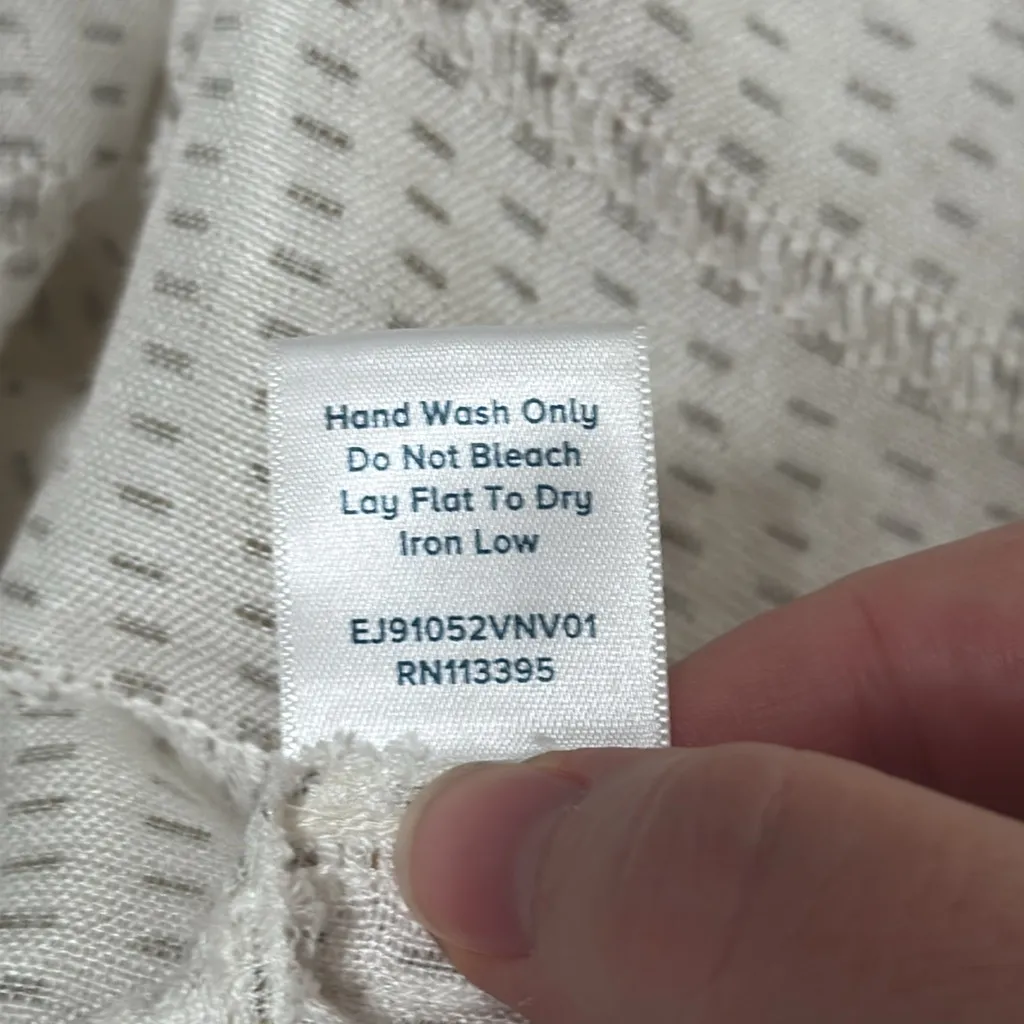 Hand Wash Only
Do Not Bleach
Lay Flat To Dry
Iron Low
EJ91052VNV01
RN113395